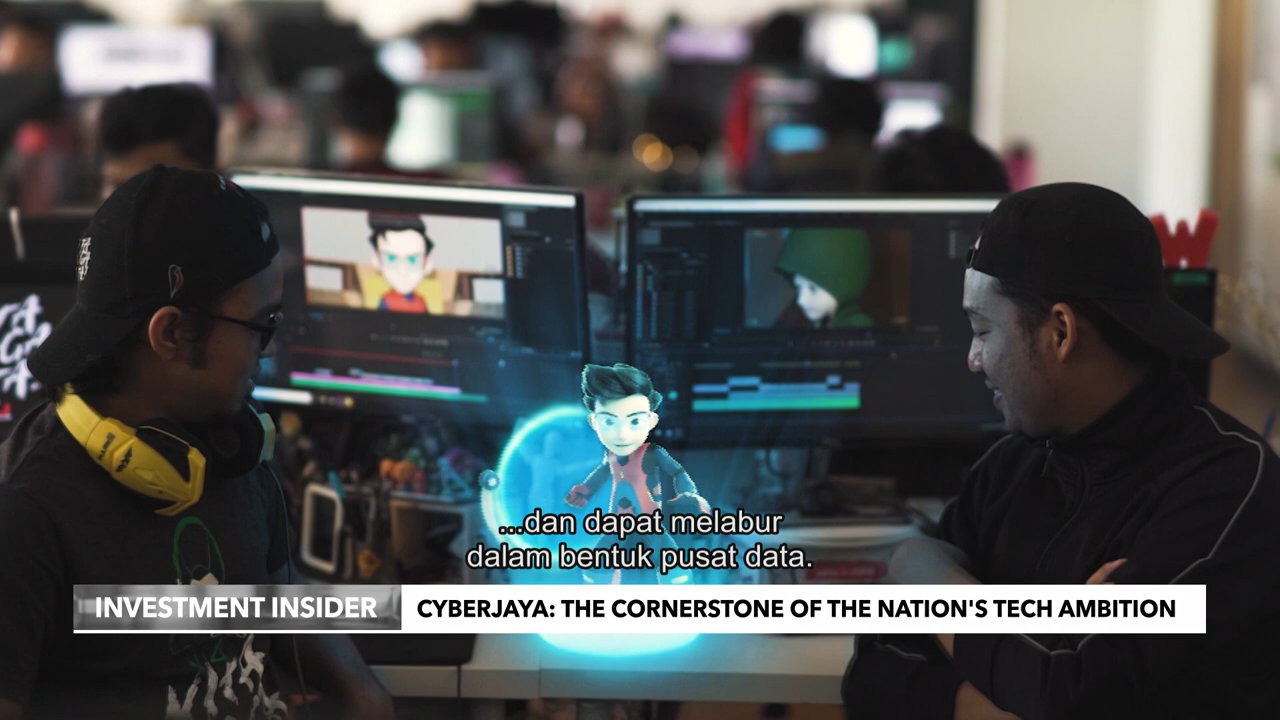 ...dan dapat melabur
dalam bentuk pusat data.
INVESTMENT INSIDER
CYBERJAYA: THE CORNERSTONE OF THE NATION'S TECH AMBITION